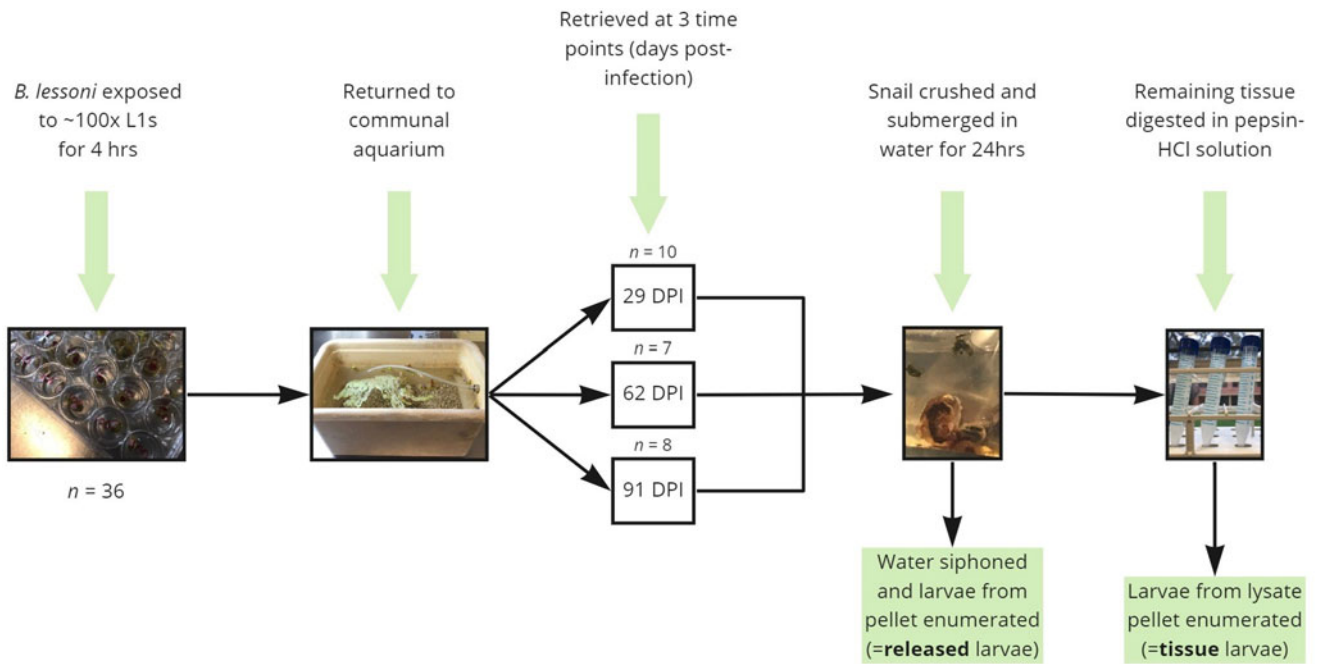 Retrieved at 3 time
points (days post-
infection)
B. lessoni exposed
to ~100x L1s
for 4 hrs
Returned to
communal
aquarium
Snail crushed and
submerged in
water for 24hrs
Remaining tissue
digested in pepsin-
HCl solution
n = 10
29 DPI
n = 7
62 DPI
n = 8
91 DPI
n = 36
Water siphoned
and larvae from
pellet enumerated
(=released larvae)
Larvae from lysate
pellet enumerated
(=tissue larvae)